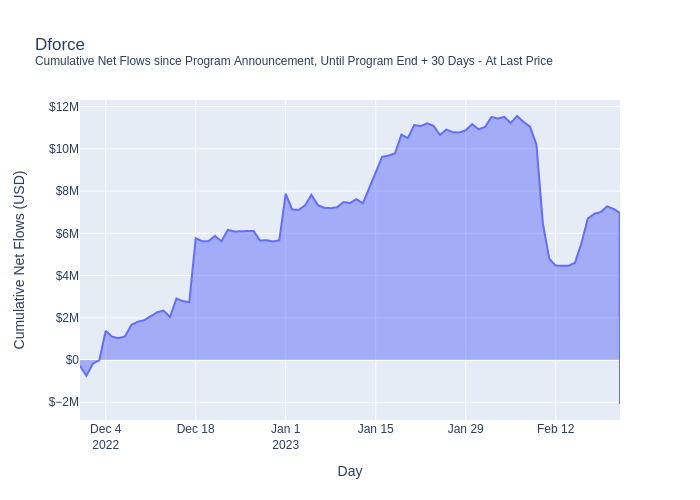 Dforce
Cumulative Net Flows since Program Announcement, Until Program End + 30 Days - At Last Price
Cumulative Net Flows (USD)
$12M
$10M
$8M
$6M
$4M
$2M
$0
$−2M
Dec 4
2022
Dec 18
Jan 1
2023
Jan 15
Jan 29
Feb 12
Day